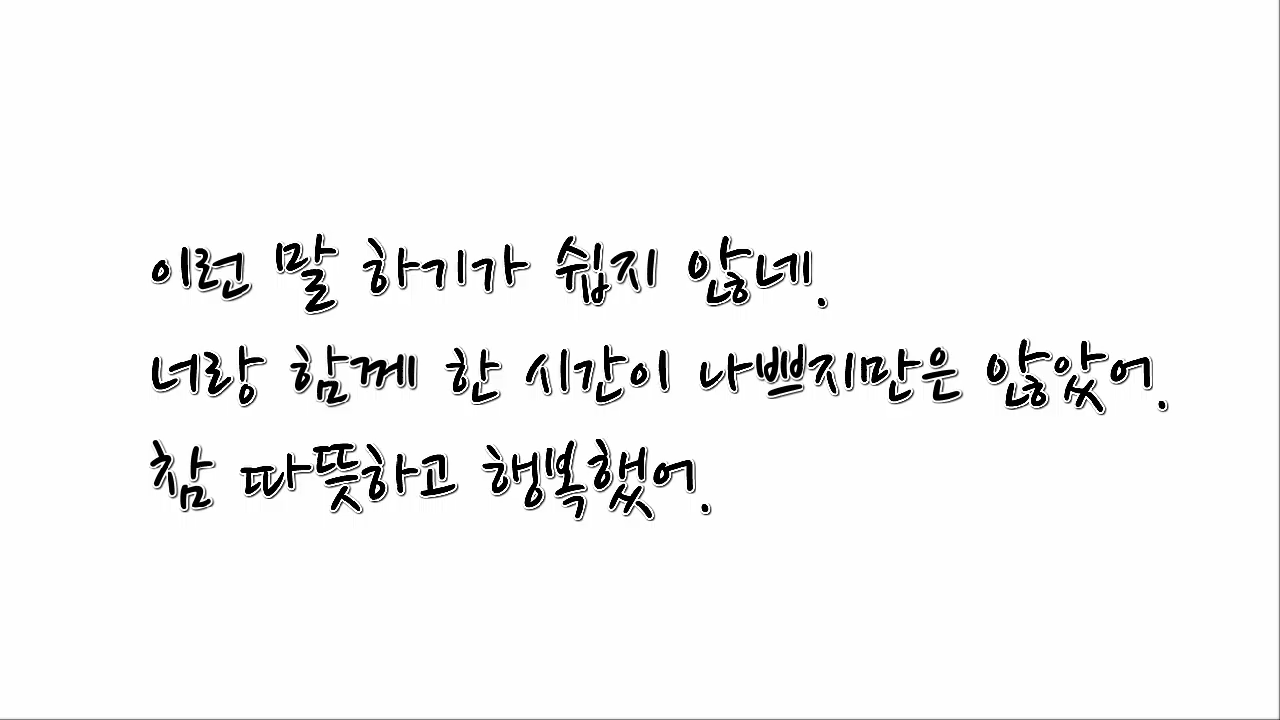 이런 말 하기가 쉽지 않네.
너랑 함께 한 시간이 나쁘지만은 않았어.
참 따뜻하고 행복했어.